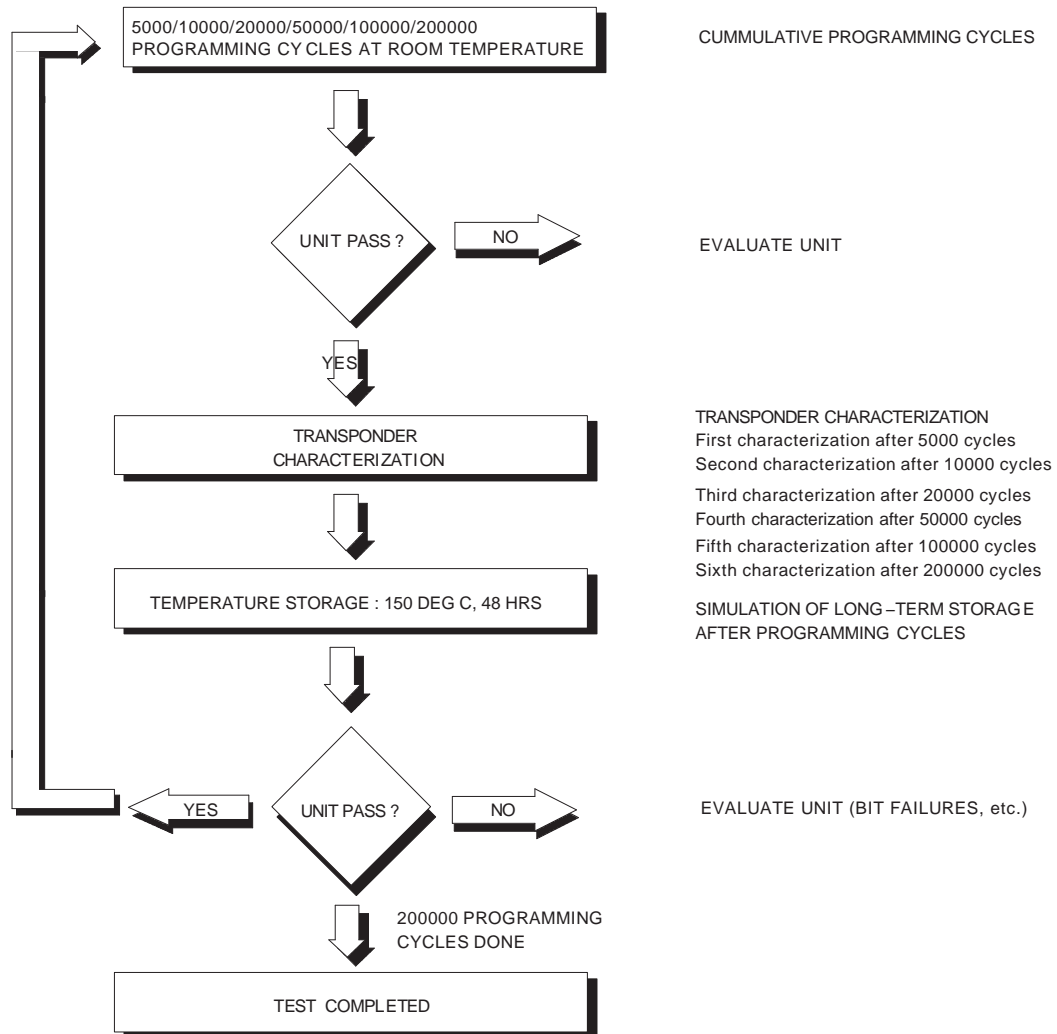 5000/10000/20000/50000/100000/200000
PROGRAMMING CYCLES AT ROOM TEMPERATURE
CUMMULATIVE PROGRAMMING CYCLES
UNIT PASS ?
NO
EVALUATE UNIT
YES
TRANSPONDER
CHARACTERIZATION
TRANSPONDER CHARACTERIZATION
First characterization after 5000 cycles
Second characterization after 10000 cycles
Third characterization after 20000 cycles
Fourth characterization after 50000 cycles
Fifth characterization after 100000 cycles
Sixth characterization after 200000 cycles
TEMPERATURE STORAGE : 150 DEG C, 48 HRS
SIMULATION OF LONG–TERM STORAGE
AFTER PROGRAMMING CYCLES
YES
UNIT PASS ?
NO
EVALUATE UNIT (BIT FAILURES, etc.)
200000 PROGRAMMING
CYCLES DONE
TEST COMPLETED